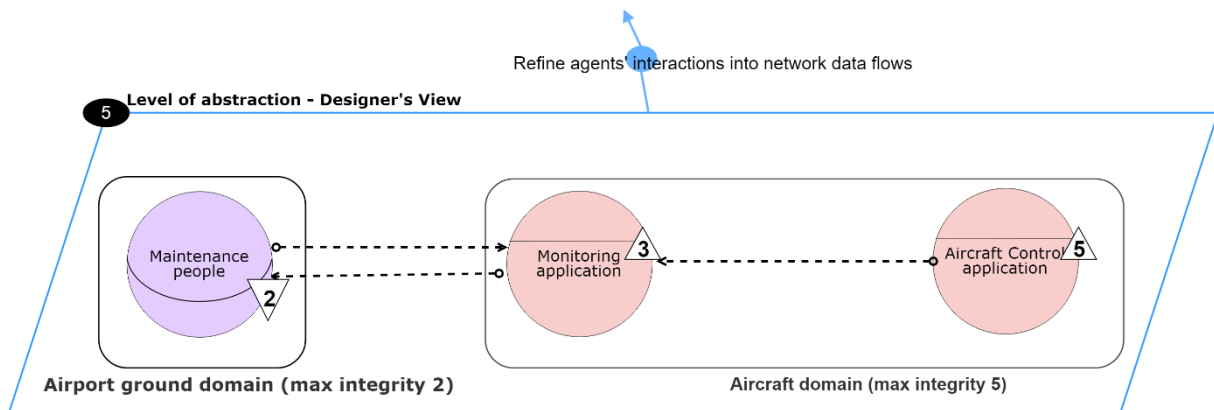 Refine agents' interactions into network data flows
5
Level of abstraction - Designer's View
Maintenance
people
2
Monitoring
application
3
Aircraft Control
application
5
Airport ground domain (max integrity 2)
Aircraft domain (max integrity 5)